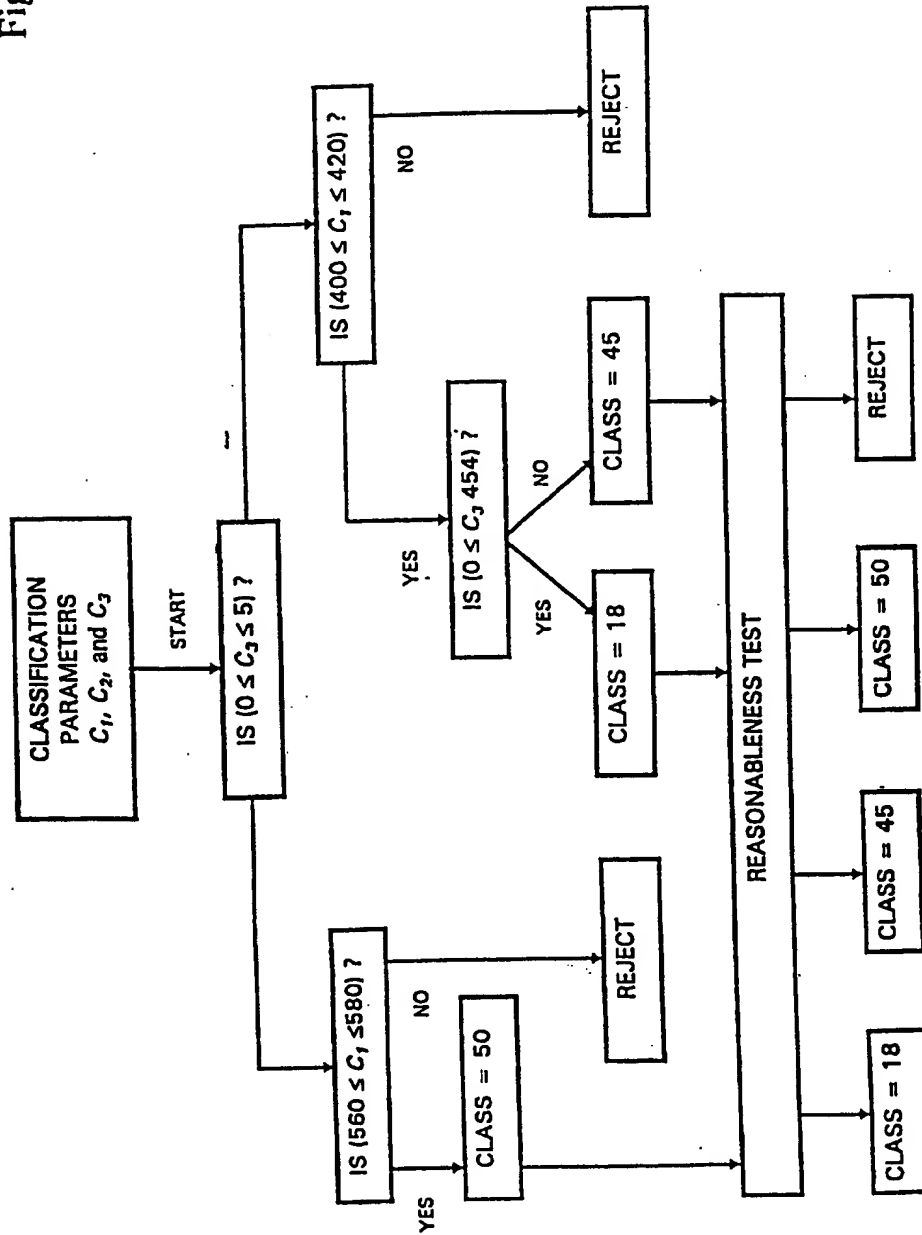 Fig
CLASSIFICATION
PARAMETERS
C₁, C₂, and C₃
START
IS (0 ≤ C₃ ≤ 5) ?
IS (560 ≤ C₁ ≤580) ?
IS (400 ≤ C₁ ≤ 420) ?
YES
NO
YES
NO
CLASS = 50
REJECT
IS (0 ≤ C₃ 454) ?
YES
NO
CLASS = 18
CLASS = 45
REJECT
REASONABLENESS TEST
CLASS = 18
CLASS = 45
CLASS = 50
REJECT